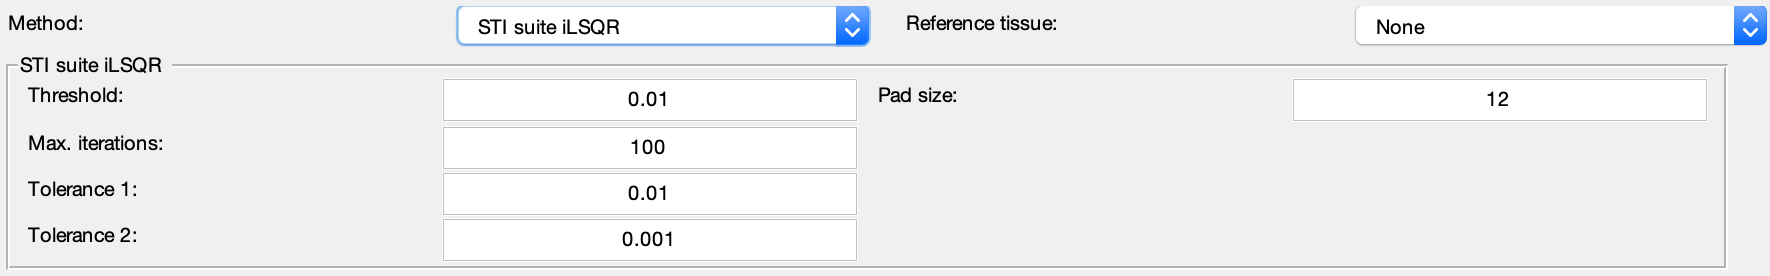 Method: STI suite iLSQR Reference tissue: None
STI suite iLSQR
Threshold: 0.01 Pad size: 12
Max. iterations: 100
Tolerance 1: 0.01
Tolerance 2: 0.001